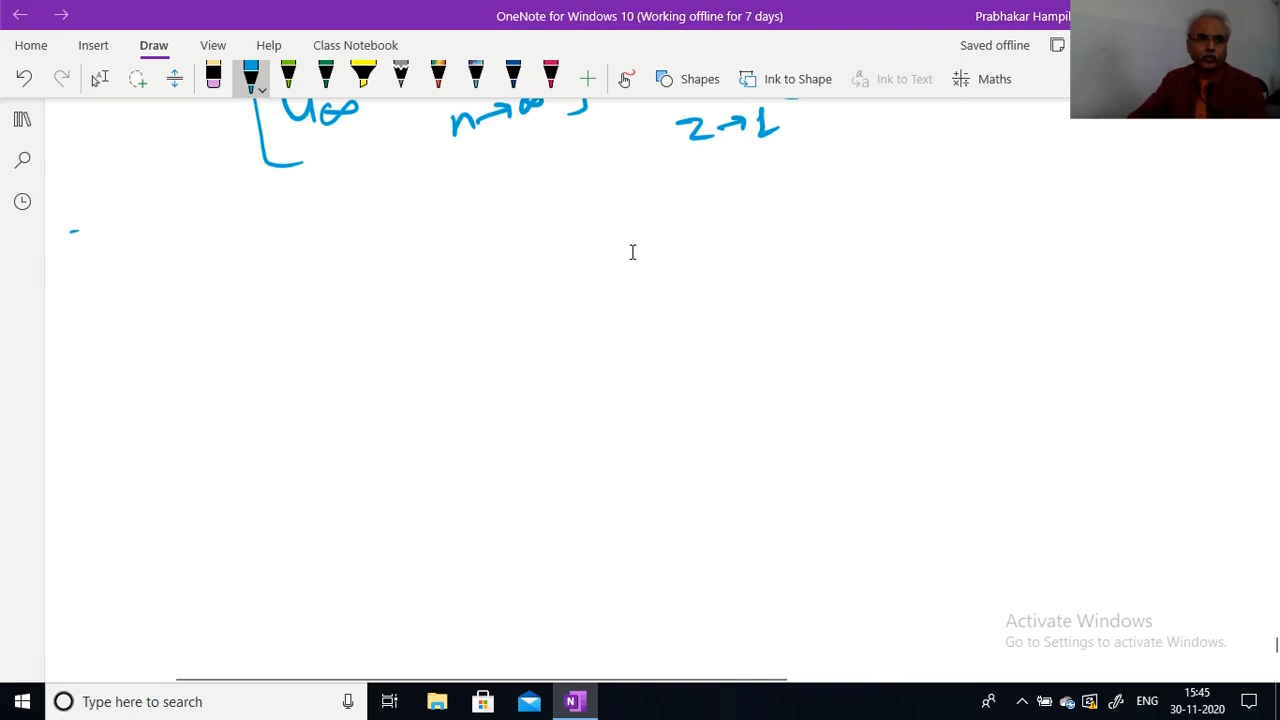 OneNote for Windows 10 (Working offline for 7 days)
Prabhakar Hampil
Home Insert Draw View Help Class Notebook
Saved offline
Shapes
Ink to Shape
Ink to Text
Maths
u∞ n→∞
z→1
Activate Windows
Go to Settings to activate Windows.
Type here to search
ENG
15:45
30-11-2020